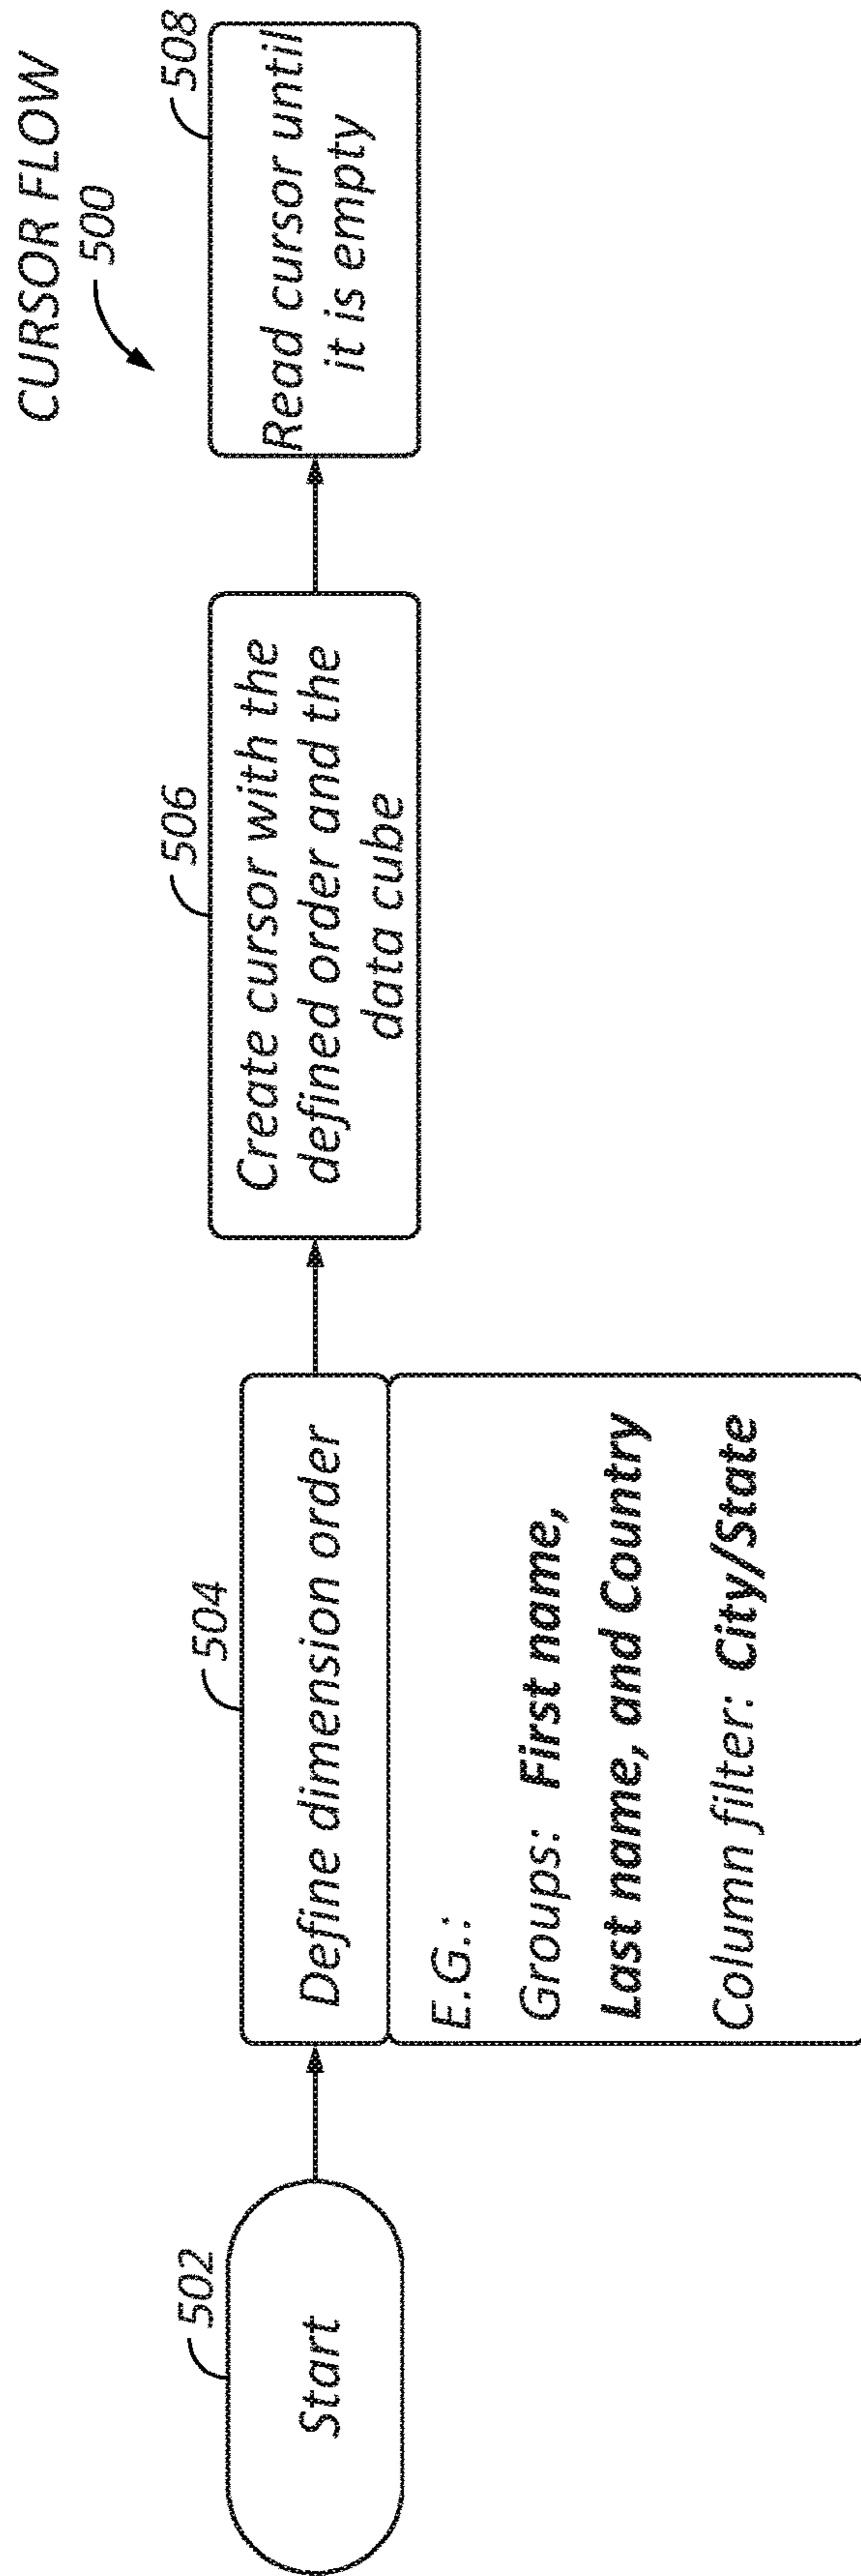 CURSOR FLOW
500
502
Start
504
Define dimension order
E.G.:
Groups: First name,
Last name, and Country
Column filter: City/State
506
Create cursor with the
defined order and the
data cube
508
Read cursor until
it is empty